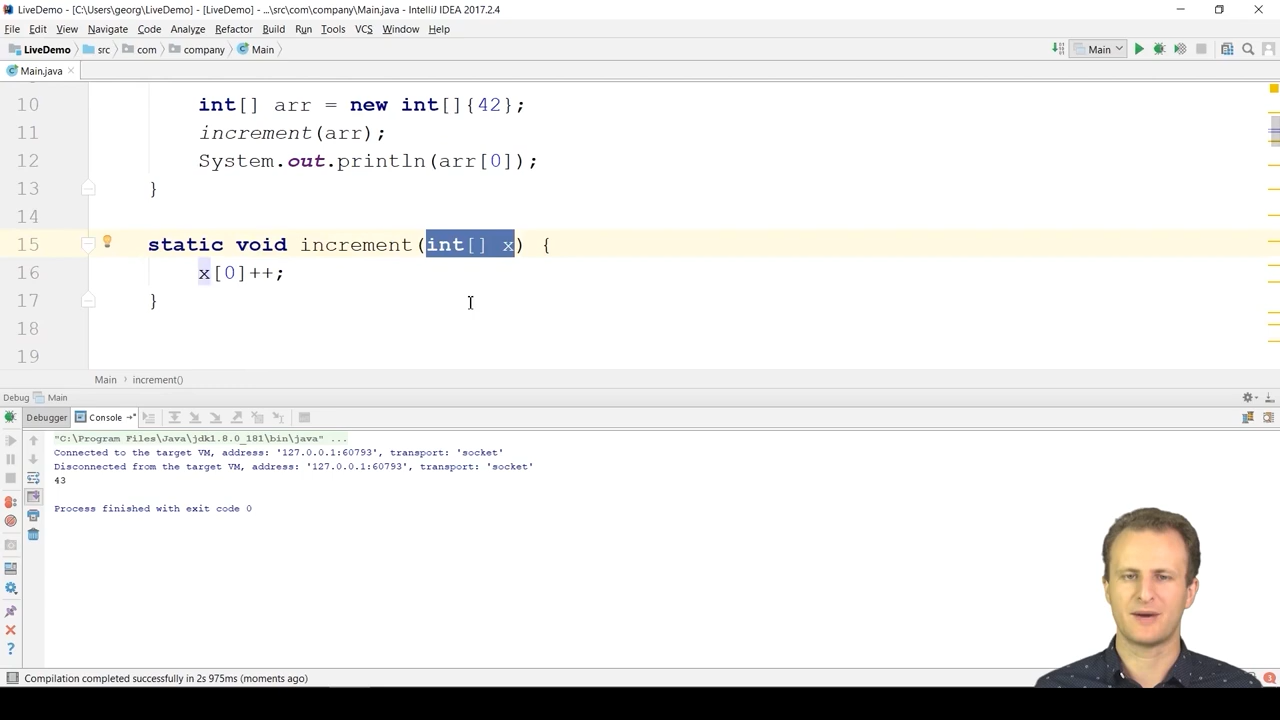 LiveDemo - [C:\Users\georg\LiveDemo] - [LiveDemo] - ...\src\com\company\Main.java - IntelliJ IDEA 2017.2.4
File Edit View Navigate Code Analyze Refactor Build Run Tools VCS Window Help
LiveDemo src com company Main Main
Main.java
10 int[] arr = new int[]{42};
11 increment(arr);
12 System.out.println(arr[0]);
13 }
14
15 static void increment(int[] x) {
16 x[0]++;
17 }
18
19
Main increment()
Debug Main
Debugger Console
"C:\Program Files\Java\jdk1.8.0_181\bin\java" ...
Connected to the target VM, address: '127.0.0.1:60793', transport: 'socket'
Disconnected from the target VM, address: '127.0.0.1:60793', transport: 'socket'
43
Process finished with exit code 0
Compilation completed successfully in 2s 975ms (moments ago) 3